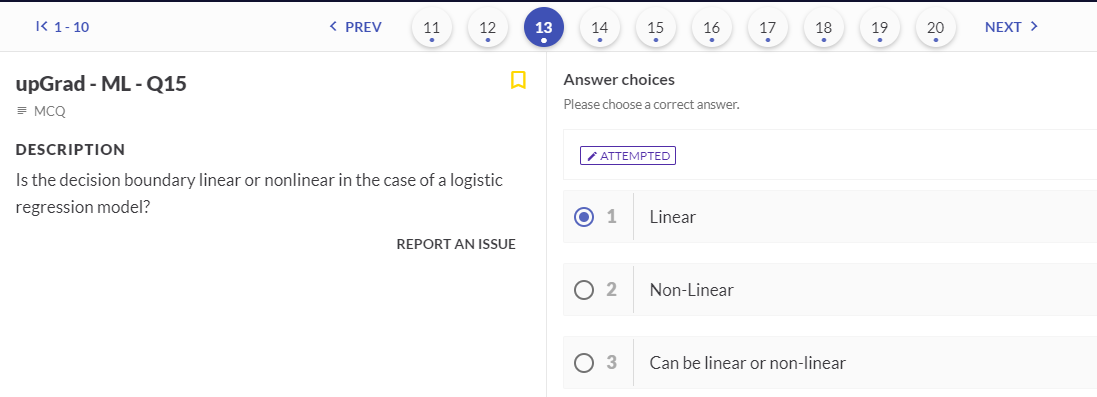 1 - 10
PREV
11
12
13
14
15
16
17
18
19
20
NEXT
upGrad - ML - Q15
MCQ
DESCRIPTION
Is the decision boundary linear or nonlinear in the case of a logistic
regression model?
REPORT AN ISSUE
Answer choices
Please choose a correct answer.
ATTEMPTED
1 Linear
2 Non-Linear
3 Can be linear or non-linear